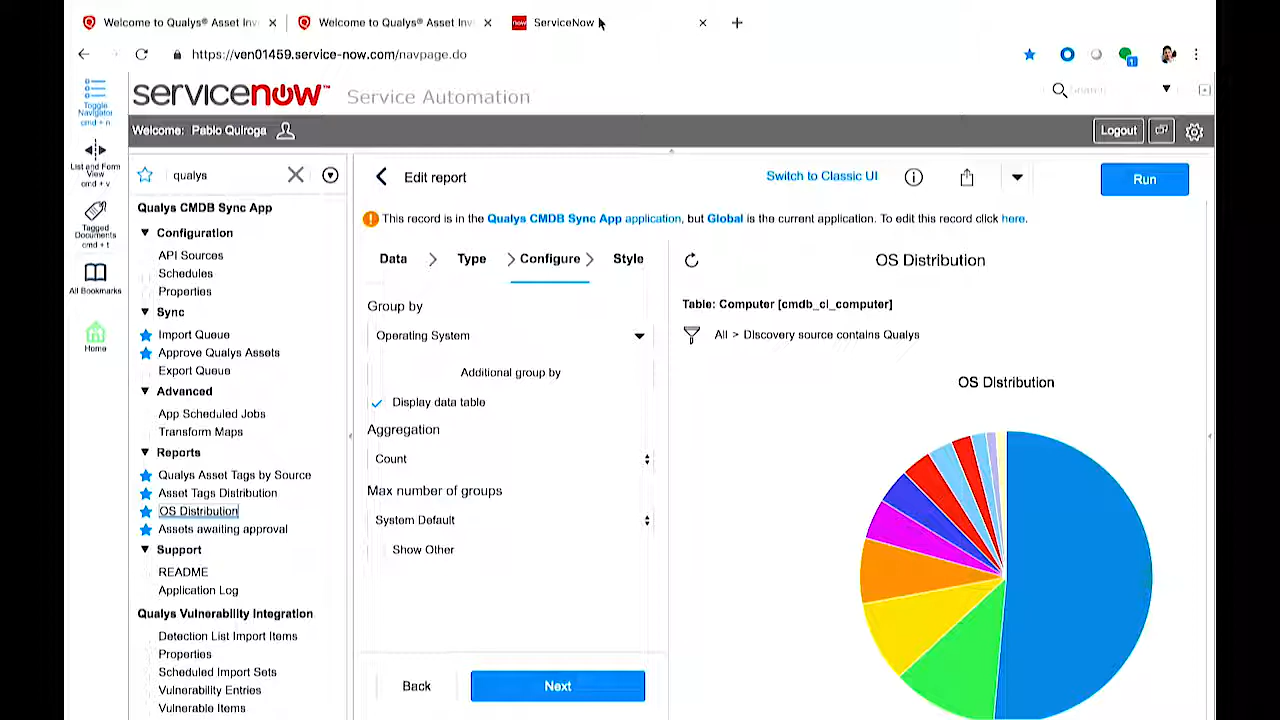 Welcome to Qualys® Asset Inv
Welcome to Qualys® Asset Inv
now ServiceNow
https://ven01459.service-now.com/navpage.do
Toggle Navigator cmd + n
servicenow™ Service Automation
Search
Welcome: Pablo Quiroga
Logout
List and Form View cmd + v
Tagged Documents cmd + t
All Bookmarks
Home
qualys
Qualys CMDB Sync App
Configuration
API Sources
Schedules
Properties
Sync
Import Queue
Approve Qualys Assets
Export Queue
Advanced
App Scheduled Jobs
Transform Maps
Reports
Qualys Asset Tags by Source
Asset Tags Distribution
OS Distribution
Assets awaiting approval
Support
README
Application Log
Qualys Vulnerability Integration
Detection List Import Items
Properties
Scheduled Import Sets
Vulnerability Entries
Vulnerable Items
Edit report
Switch to Classic UI
Run
This record is in the Qualys CMDB Sync App application, but Global is the current application. To edit this record click here.
Data > Type > Configure > Style
Group by
Operating System
Additional group by
Display data table
Aggregation
Count
Max number of groups
System Default
Show Other
Back
Next
OS Distribution
Table: Computer [cmdb_ci_computer]
All > Discovery source contains Qualys
OS Distribution